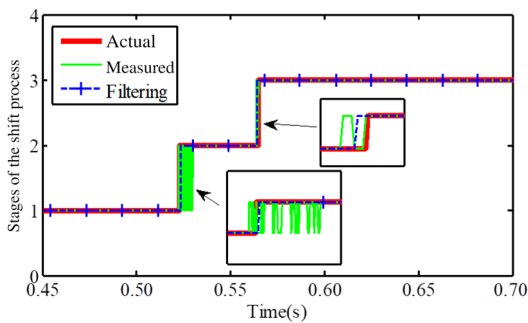 Stages of the shift process
4
3
2
1
0
Actual
Measured
Filtering
0.45 0.50 0.55 0.60 0.65 0.70
Time(s)